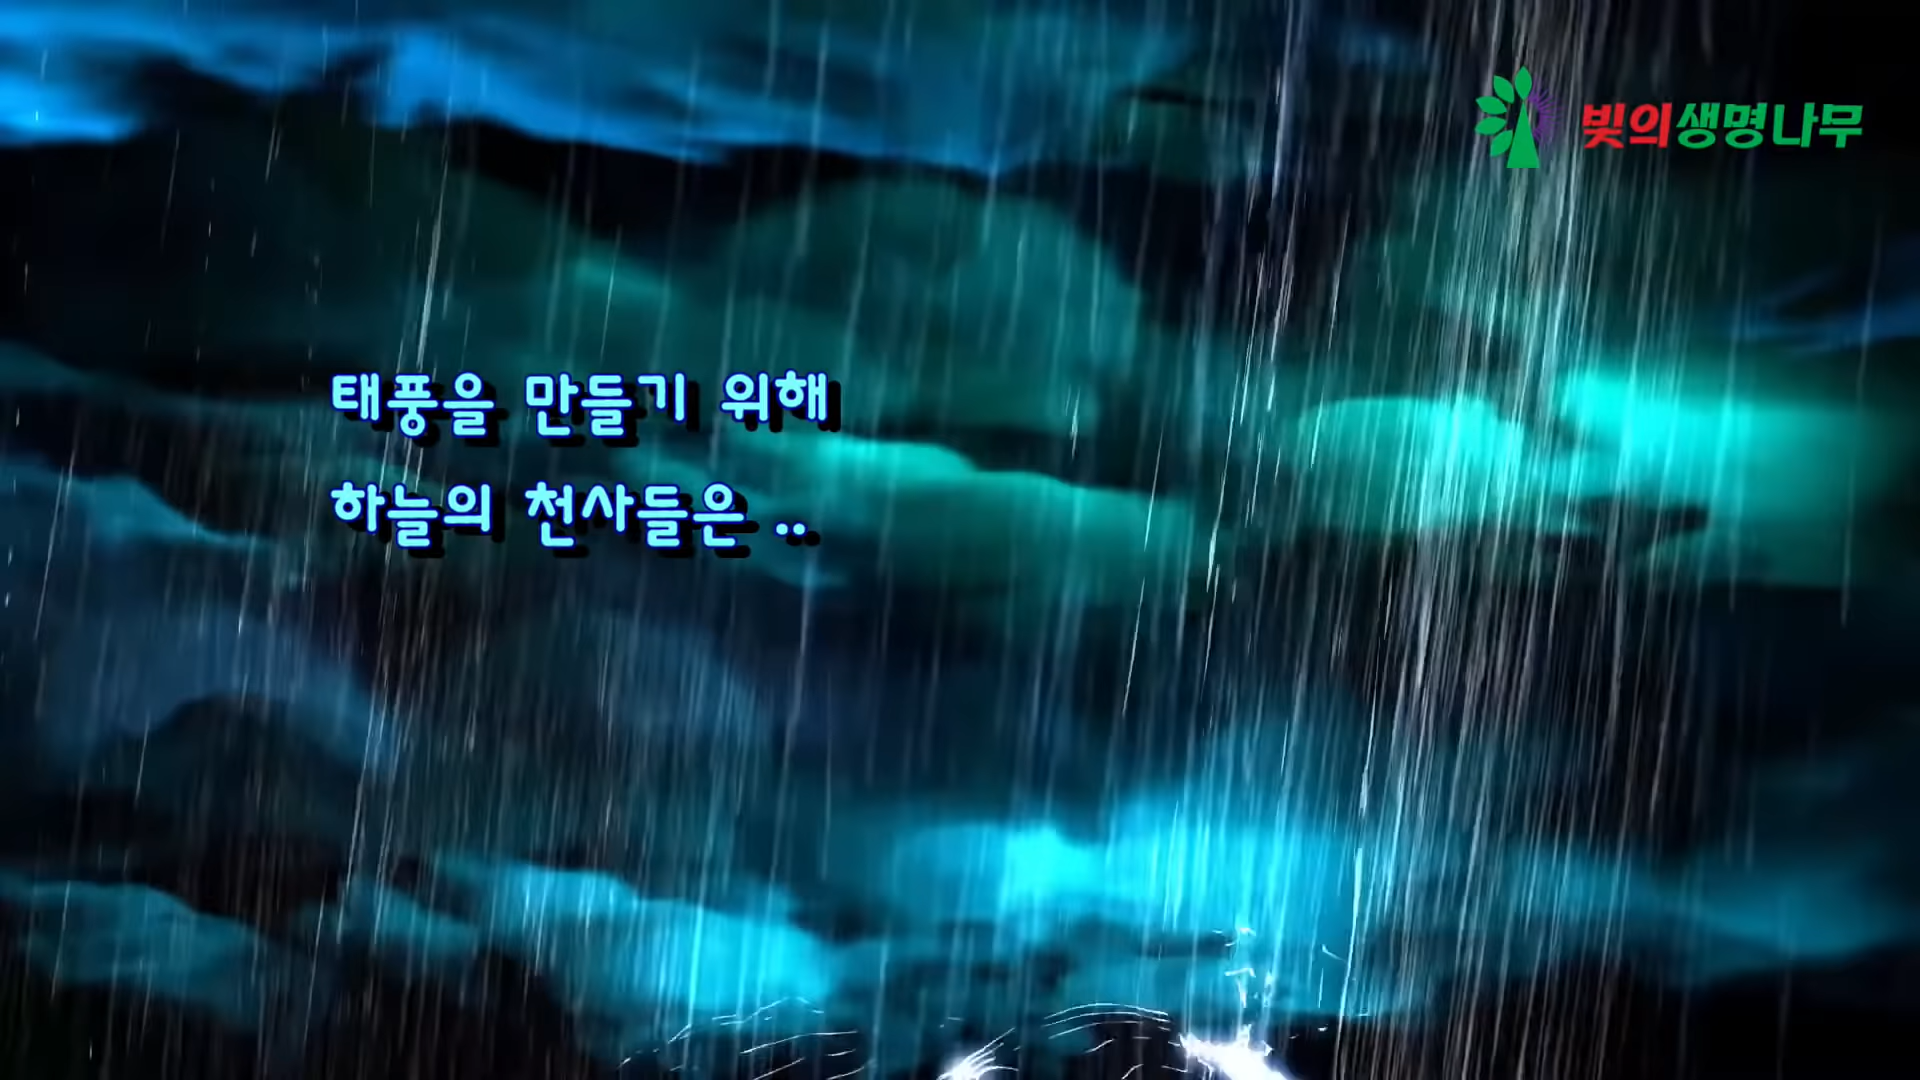 빛의생명나무
태풍을 만들기 위해
하늘의 천사들은 ..